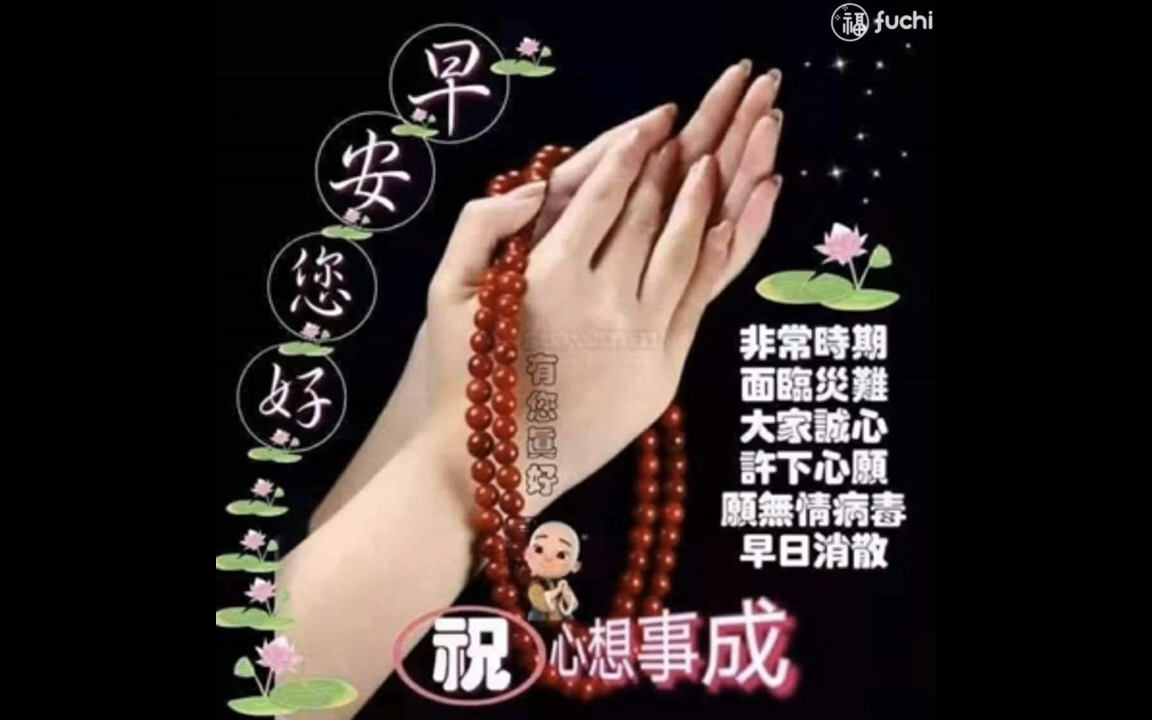 福 fuchi
早安您好
有您真好
非常時期
面臨災難
大家誠心
許下心願
願無情病毒
早日消散
祝 心想事成